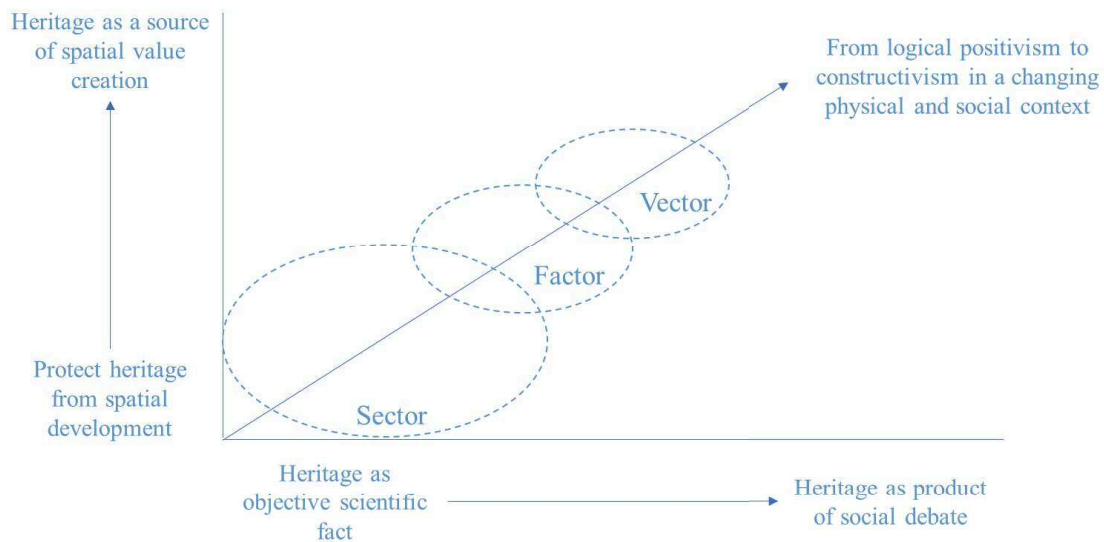 Heritage as a source
of spatial value
creation
From logical positivism to
constructivism in a changing
physical and social context
Vector
Factor
Protect heritage
from spatial
development
Sector
Heritage as
objective scientific
fact
Heritage as product
of social debate